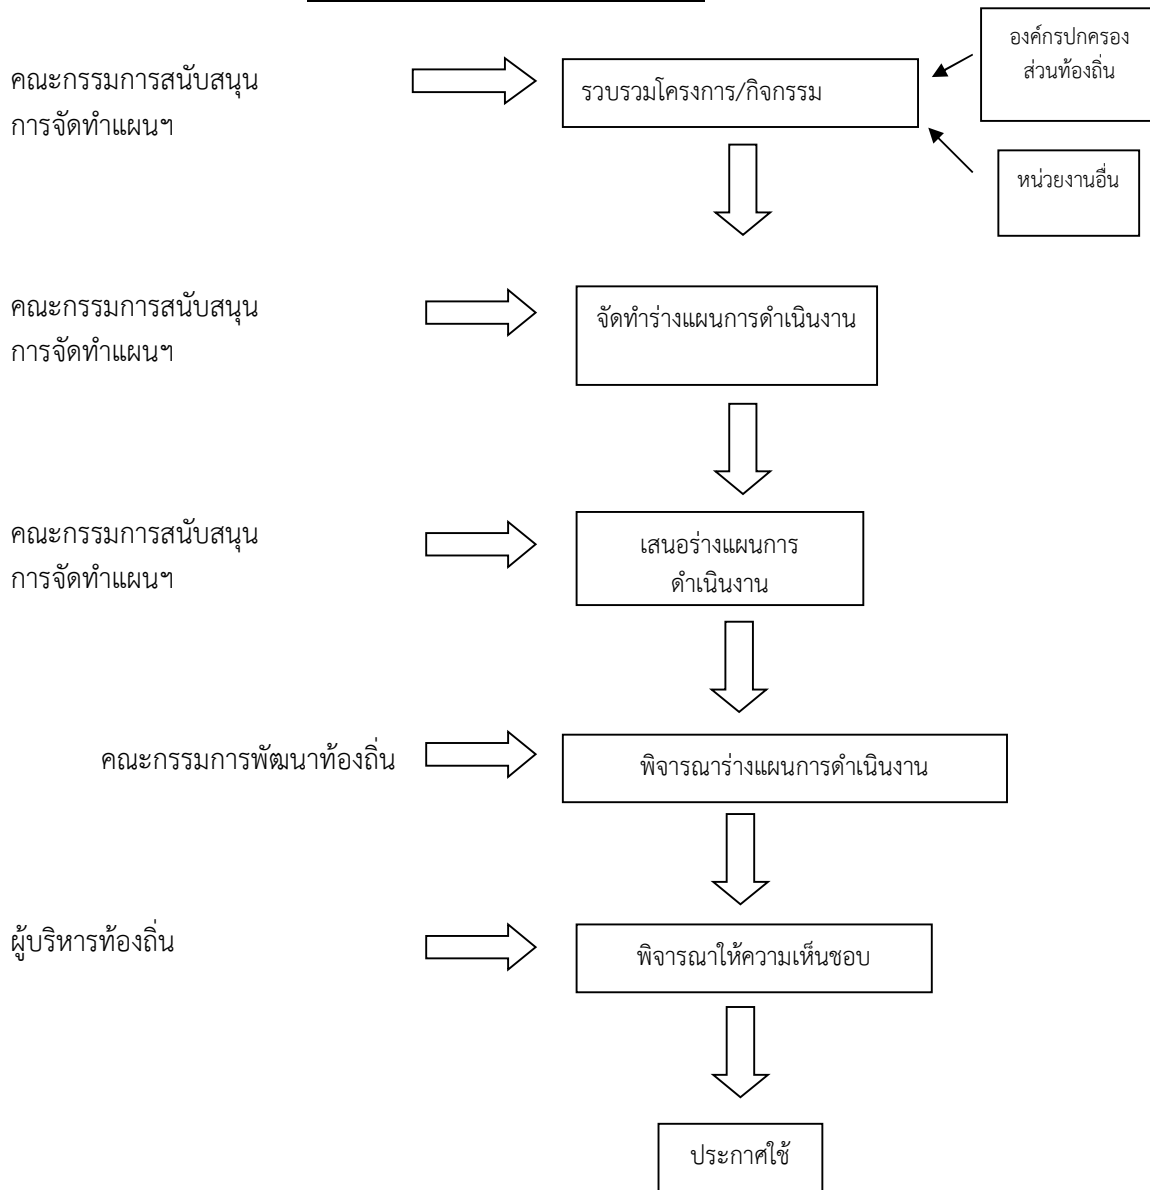 องค์กรปกครอง
ส่วนท้องถิ่น
คณะกรรมการสนับสนุน
การจัดทำแผนฯ
รวบรวมโครงการ/กิจกรรม
หน่วยงานอื่น
คณะกรรมการสนับสนุน
การจัดทำแผนฯ
จัดทำร่างแผนการดำเนินงาน
คณะกรรมการสนับสนุน
การจัดทำแผนฯ
เสนอร่างแผนการ
ดำเนินงาน
คณะกรรมการพัฒนาท้องถิ่น
พิจารณาร่างแผนการดำเนินงาน
ผู้บริหารท้องถิ่น
พิจารณาให้ความเห็นชอบ
ประกาศใช้